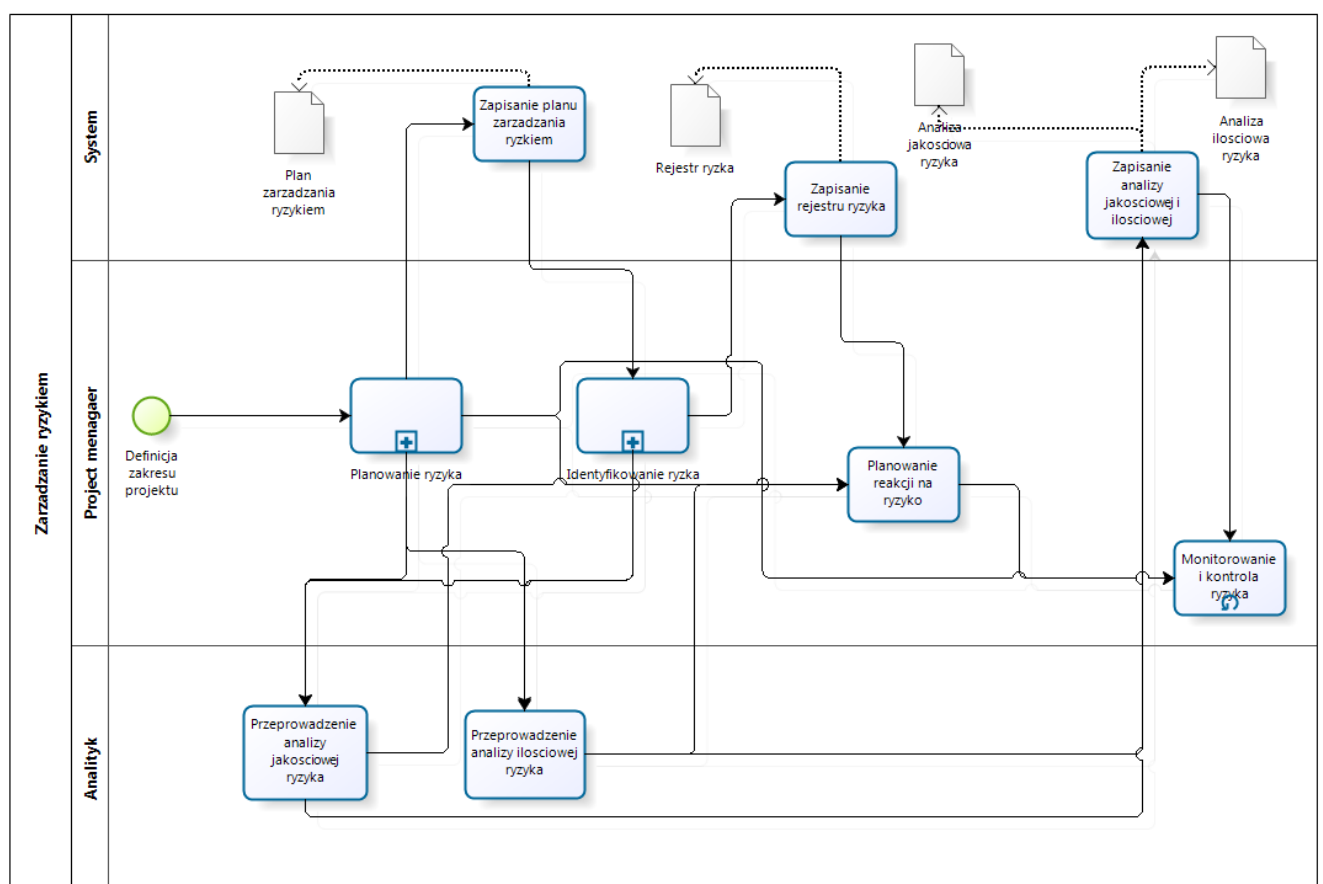 Zarzadzanie ryzykiem
System
Plan
zarzadzania
ryzykiem
Zapisanie planu
zarzadzania
ryzkiem
Rejestr ryzka
Zapisanie
rejestru ryzyka
Analiza
jakosciowa
ryzyka
Analiza
ilosciowa
ryzyka
Zapisanie
analizy
jakosciowej i
ilosciowej
Project menagaer
Definicja
zakresu
projektu
Planowanie ryzyka
Identyfikowanie ryzka
Planowanie
reakcji na
ryzyko
Monitorowanie
i kontrola
ryzyka
Analityk
Przeprowadzenie
analizy
jakosciowej
ryzyka
Przeprowadzenie
analizy ilosciowej
ryzyka